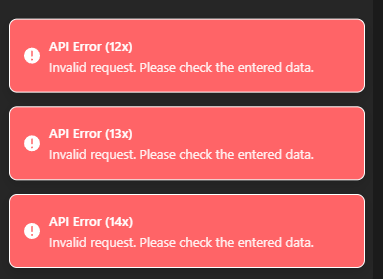 API Error (12x)
Invalid request. Please check the entered data.
API Error (13x)
Invalid request. Please check the entered data.
API Error (14x)
Invalid request. Please check the entered data.